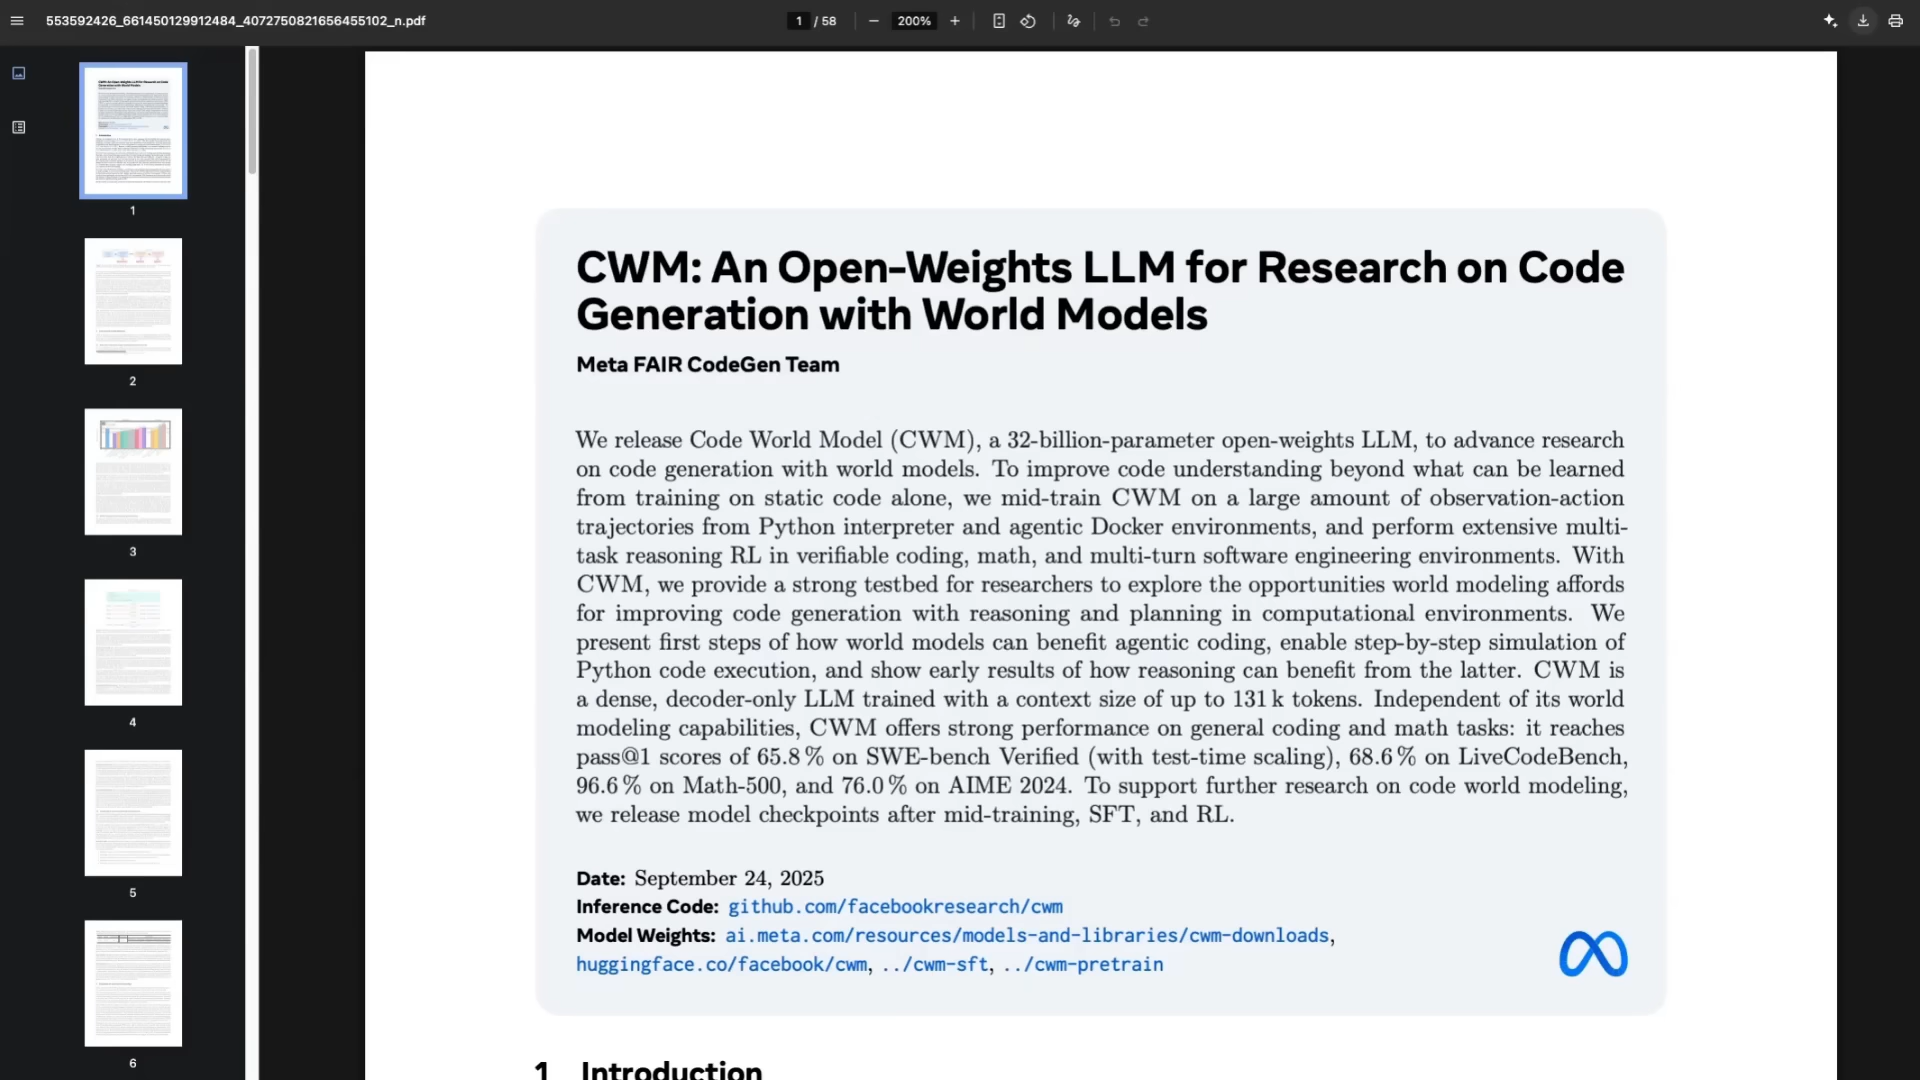 553592426_661450129912484_4072750821656455102_n.pdf
1 / 58
200%
1
2
3
4
5
6
CWM: An Open-Weights LLM for Research on Code
Generation with World Models
Meta FAIR CodeGen Team
We release Code World Model (CWM), a 32-billion-parameter open-weights LLM, to advance research
on code generation with world models. To improve code understanding beyond what can be learned
from training on static code alone, we mid-train CWM on a large amount of observation-action
trajectories from Python interpreter and agentic Docker environments, and perform extensive multi-
task reasoning RL in verifiable coding, math, and multi-turn software engineering environments. With
CWM, we provide a strong testbed for researchers to explore the opportunities world modeling affords
for improving code generation with reasoning and planning in computational environments. We
present first steps of how world models can benefit agentic coding, enable step-by-step simulation of
Python code execution, and show early results of how reasoning can benefit from the latter. CWM is
a dense, decoder-only LLM trained with a context size of up to 131 k tokens. Independent of its world
modeling capabilities, CWM offers strong performance on general coding and math tasks: it reaches
pass@1 scores of 65.8 % on SWE-bench Verified (with test-time scaling), 68.6 % on LiveCodeBench,
96.6 % on Math-500, and 76.0 % on AIME 2024. To support further research on code world modeling,
we release model checkpoints after mid-training, SFT, and RL.
Date: September 24, 2025
Inference Code: github.com/facebookresearch/cwm
Model Weights: ai.meta.com/resources/models-and-libraries/cwm-downloads,
huggingface.co/facebook/cwm, ../cwm-sft, ../cwm-pretrain
1 Introduction